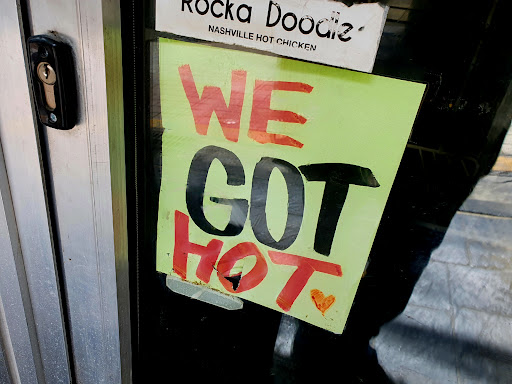 Rocka Doodle
NASHVILLE HOT CHICKEN
WE
GOT
HOT